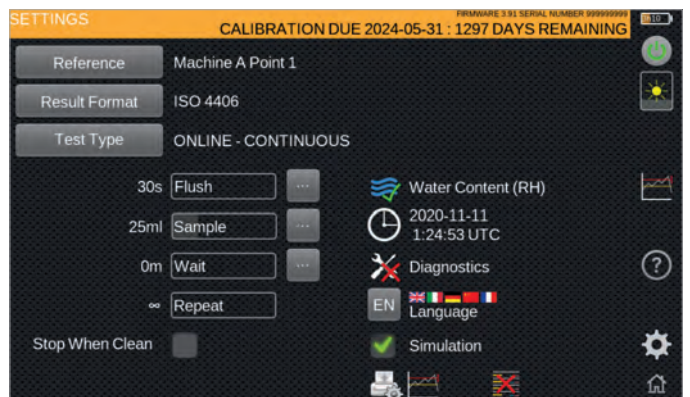 SETTINGS
FIRMWARE 3.91 SERIAL NUMBER 999999999
CALIBRATION DUE 2024-05-31 : 1297 DAYS REMAINING
Reference Machine A Point 1
Result Format ISO 4406
Test Type ONLINE - CONTINUOUS
30s Flush ...
25ml Sample ...
0m Wait ...
∞ Repeat
Stop When Clean
Water Content (RH)
2020-11-11
1:24:53 UTC
Diagnostics
EN Language
Simulation
?